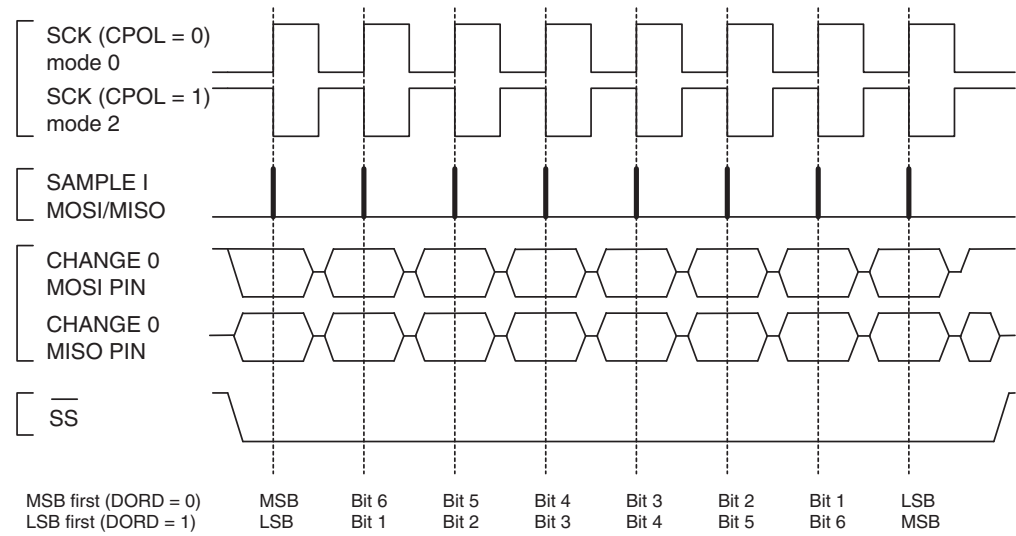 SCK (CPOL = 0)
mode 0
SCK (CPOL = 1)
mode 2
SAMPLE I
MOSI/MISO
CHANGE 0
MOSI PIN
CHANGE 0
MISO PIN
SS
MSB first (DORD = 0) MSB Bit 6 Bit 5 Bit 4 Bit 3 Bit 2 Bit 1 LSB
LSB first (DORD = 1) LSB Bit 1 Bit 2 Bit 3 Bit 4 Bit 5 Bit 6 MSB